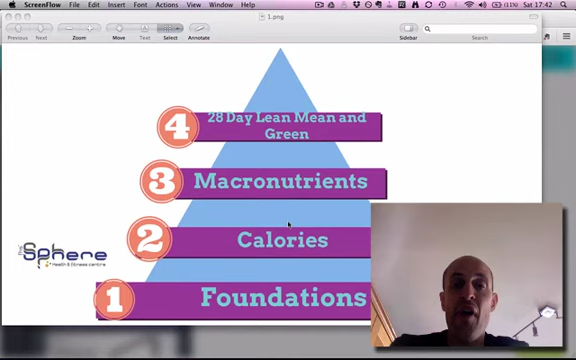 ScreenFlow File Edit Insert Font Actions View Window Help (11%) Sat 17:42
1.png
Previous Next Zoom Move Text Select Annotate Sidebar
28 Day Lean Mean and
4 Green
3 Macronutrients
2 Calories
The Sphere
Health & fitness centre
1 Foundations